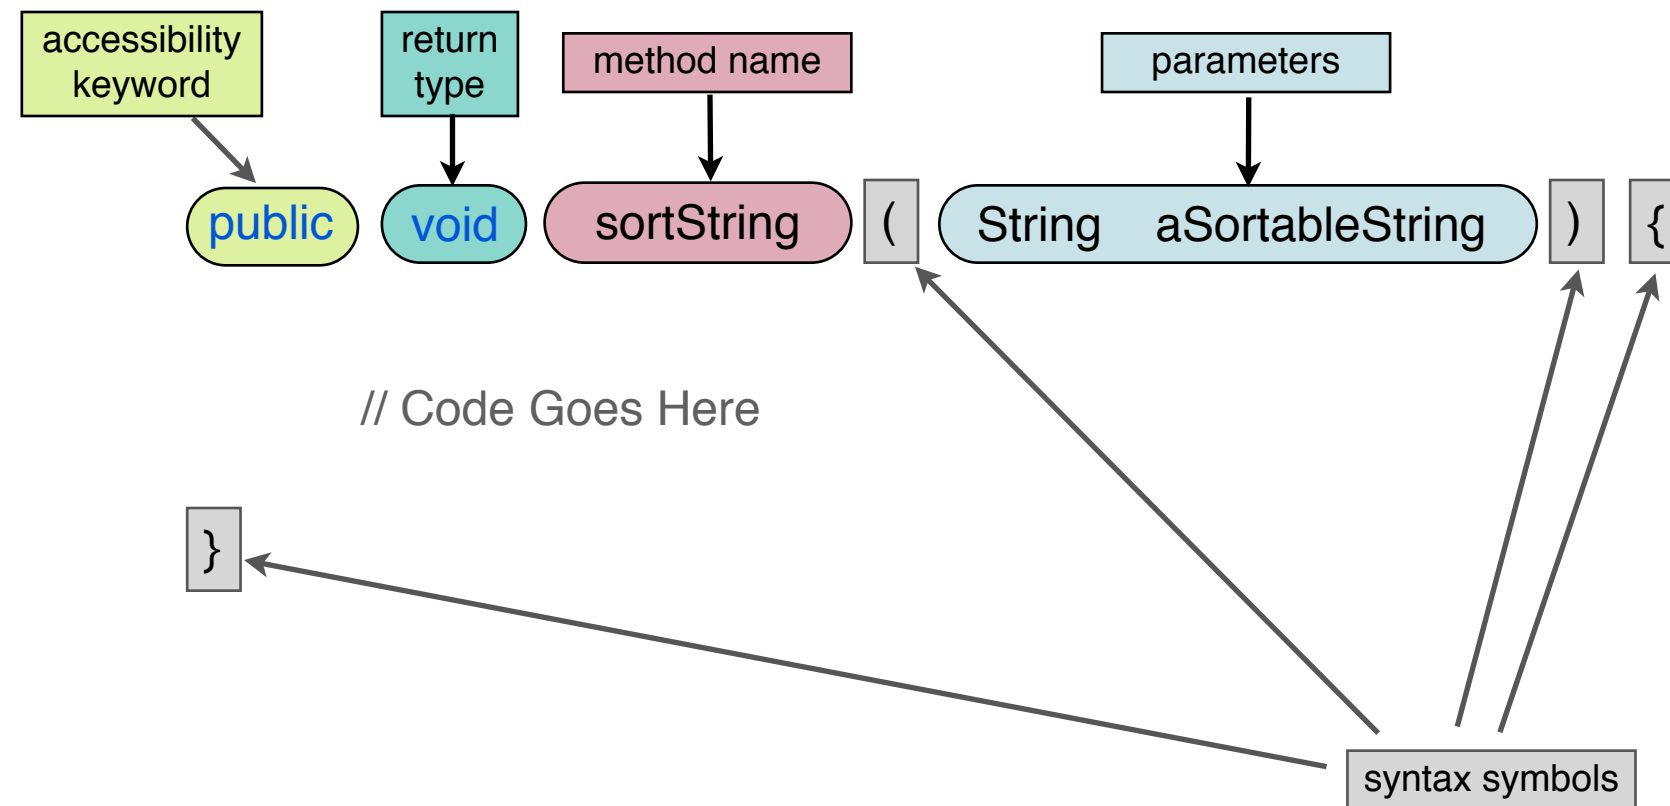 accessibility
keyword
return
type
method name
parameters
public void sortString ( String aSortableString ) {
// Code Goes Here
}
syntax symbols